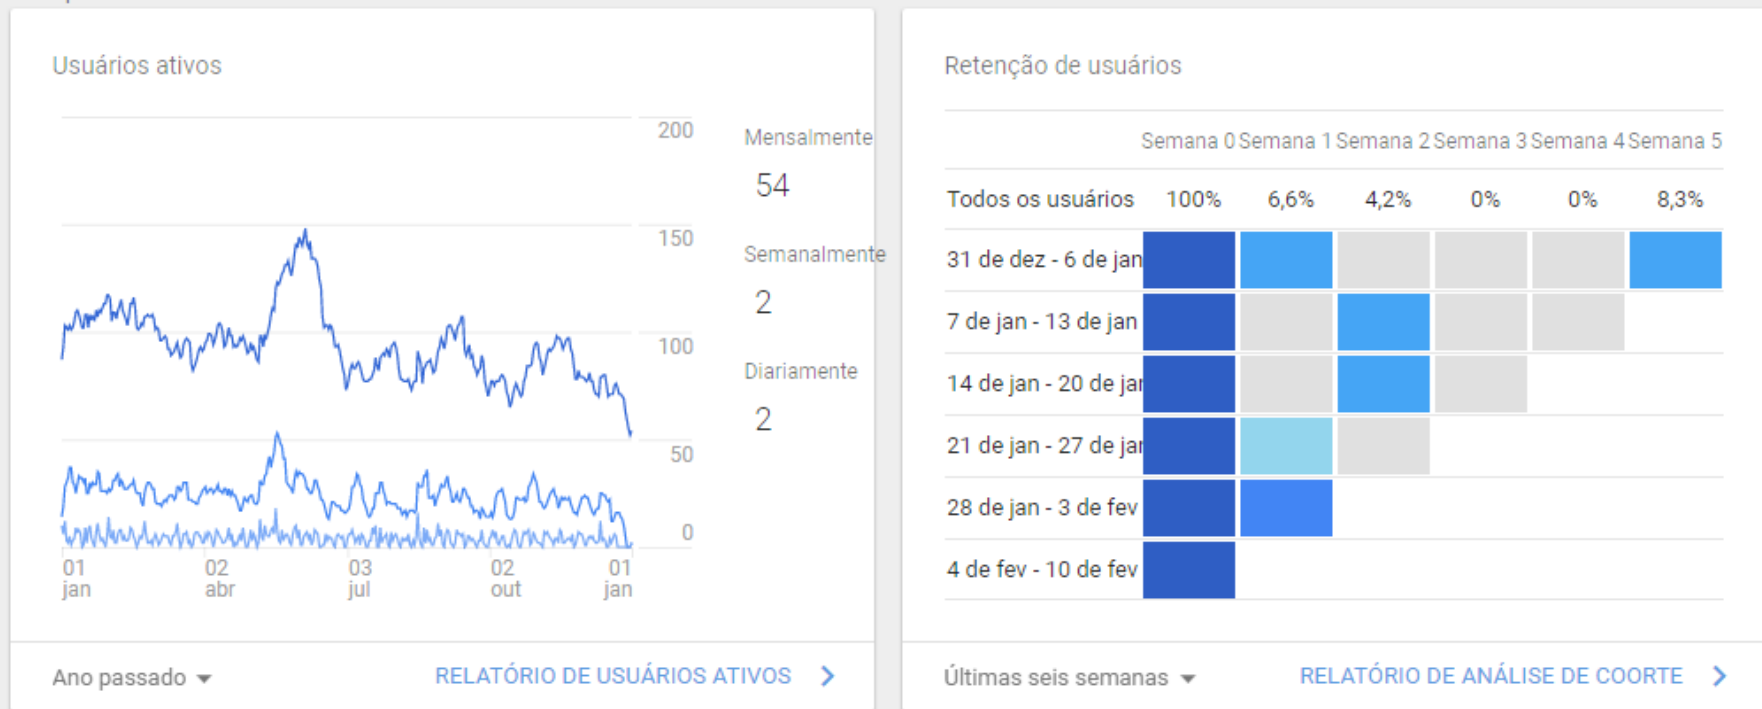 Usuários ativos
200
150
100
50
0
01 jan
02 abr
03 jul
02 out
01 jan
Mensalmente
54
Semanalmente
2
Diariamente
2
Ano passado
RELATÓRIO DE USUÁRIOS ATIVOS
Retenção de usuários
Semana 0 Semana 1 Semana 2 Semana 3 Semana 4 Semana 5
Todos os usuários 100% 6,6% 4,2% 0% 0% 8,3%
31 de dez - 6 de jan
7 de jan - 13 de jan
14 de jan - 20 de jan
21 de jan - 27 de jan
28 de jan - 3 de fev
4 de fev - 10 de fev
Últimas seis semanas
RELATÓRIO DE ANÁLISE DE COORTE